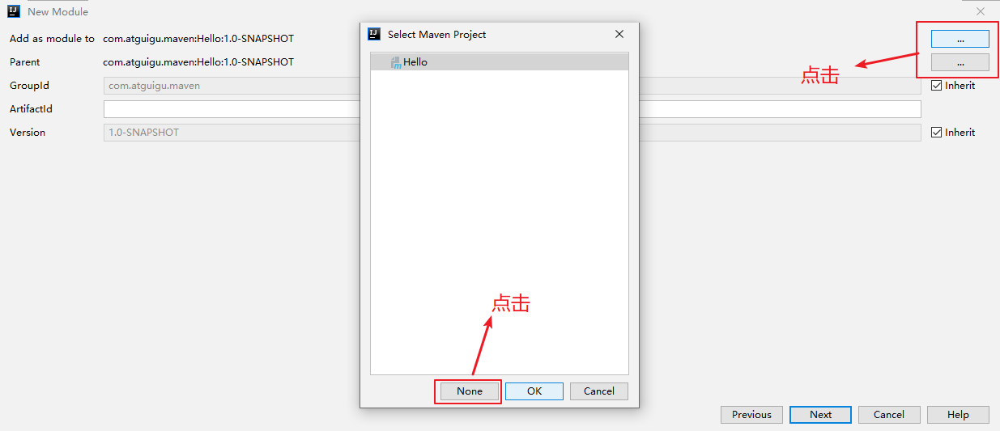 New Module
Add as module to com.atguigu.maven:Hello:1.0-SNAPSHOT
...
Parent com.atguigu.maven:Hello:1.0-SNAPSHOT
...
GroupId com.atguigu.maven
Inherit
ArtifactId
Version 1.0-SNAPSHOT
Inherit
点击
Select Maven Project
Hello
点击
None OK Cancel
Previous Next Cancel Help